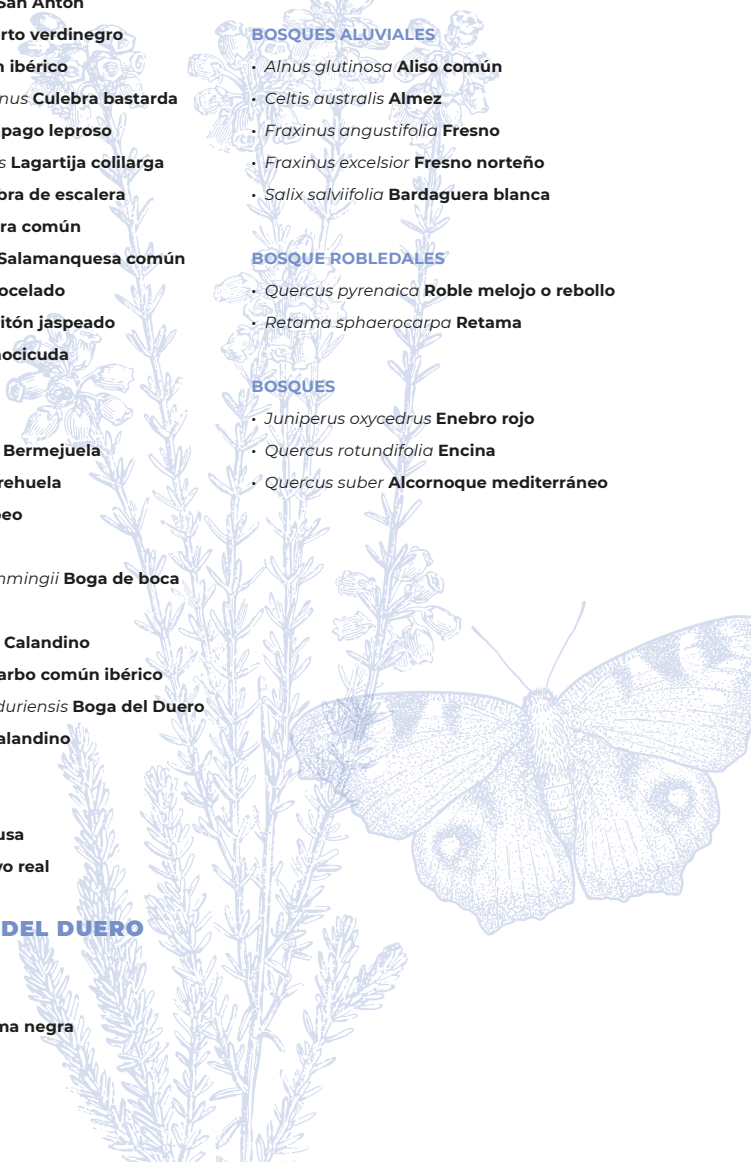 San Antón
rto verdinegro
n ibérico
nus Culebra bastarda
pago leproso
s Lagartija colilarga
bra de escalera
ra común
Salamanquesa común
ocelado
itón jaspeado
nocicuda
Bermejuela
rehuela
peo
mmingii Boga de boca
Calandino
arbo común ibérico
duriensis Boga del Duero
alandino
usa
vo real
DEL DUERO
ma negra
BOSQUES ALUVIALES
• Alnus glutinosa Aliso común
• Celtis australis Almez
• Fraxinus angustifolia Fresno
• Fraxinus excelsior Fresno norteño
• Salix salviifolia Bardaguera blanca
BOSQUE ROBLEDALES
• Quercus pyrenaica Roble melojo o rebollo
• Retama sphaerocarpa Retama
BOSQUES
• Juniperus oxycedrus Enebro rojo
• Quercus rotundifolia Encina
• Quercus suber Alcornoque mediterráneo